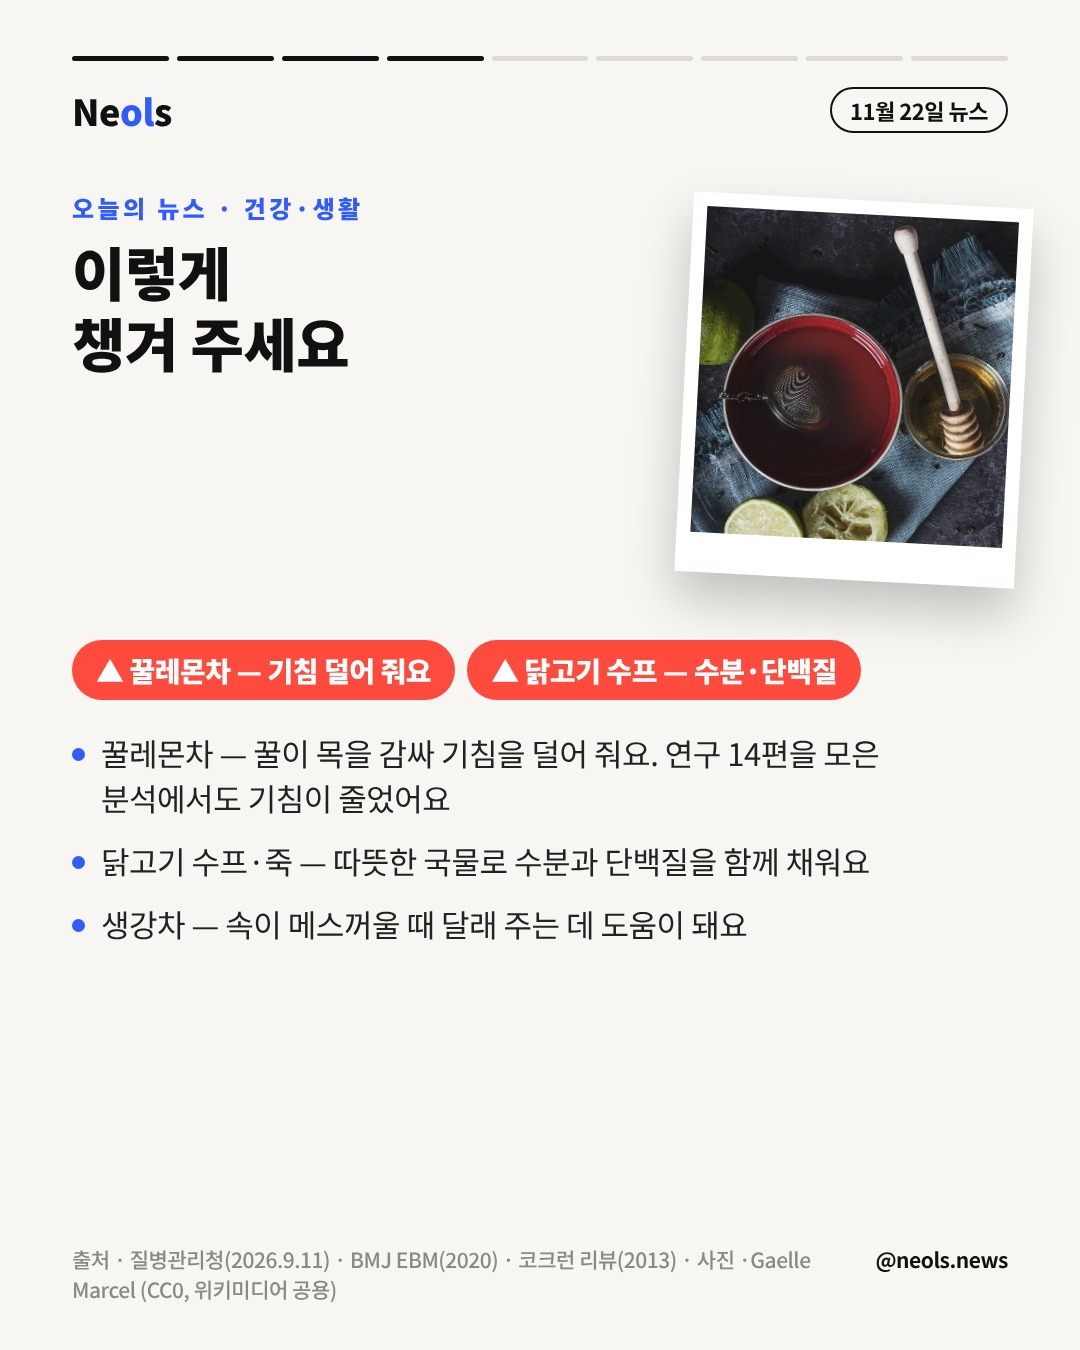 Neols
11월 22일 뉴스
오늘의 뉴스 · 건강·생활
이렇게
챙겨 주세요
▲ 꿀레몬차 — 기침 덜어 줘요
▲ 닭고기 수프 — 수분·단백질
꿀레몬차 — 꿀이 목을 감싸 기침을 덜어 줘요. 연구 14편을 모은
분석에서도 기침이 줄었어요
닭고기 수프·죽 — 따뜻한 국물로 수분과 단백질을 함께 채워요
생강차 — 속이 메스꺼울 때 달래 주는 데 도움이 돼요
출처 · 질병관리청(2026.9.11) · BMJ EBM(2020) · 코크런 리뷰(2013) · 사진 ·Gaelle
Marcel (CC0, 위키미디어 공용)
@neols.news